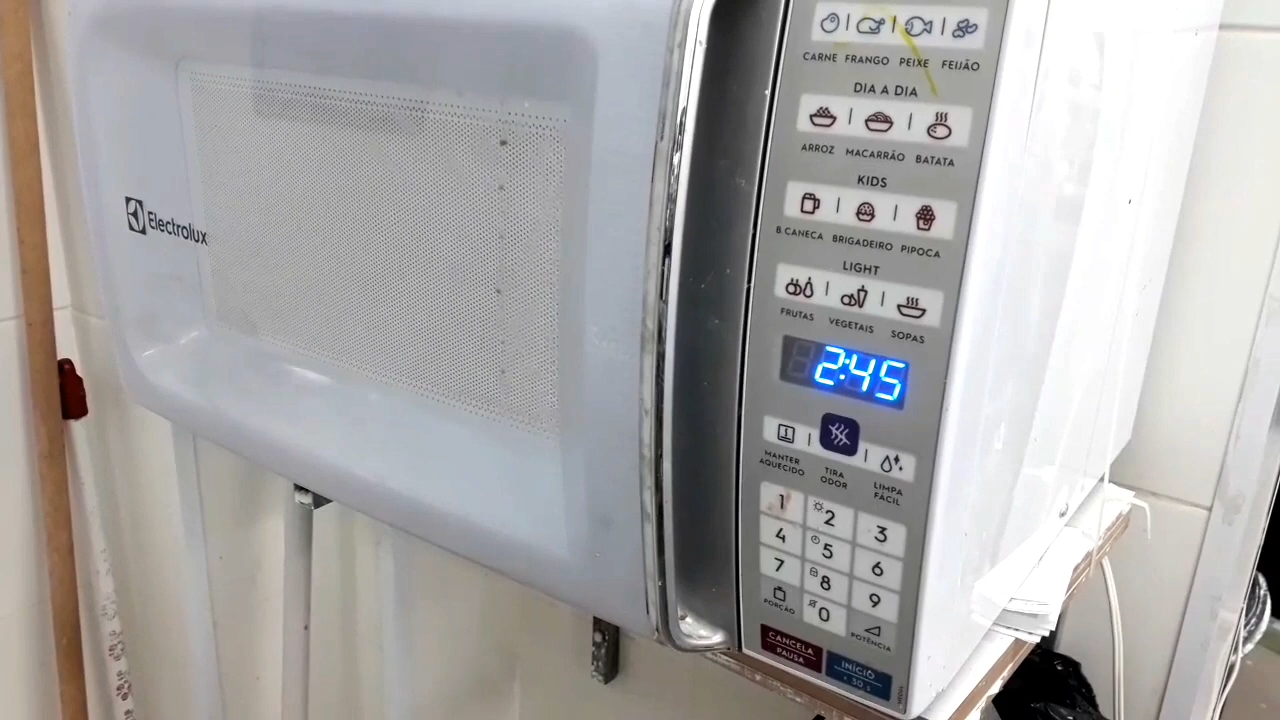 Electrolux
CARNE FRANGO PEIXE FEIJÃO
DIA A DIA
ARROZ MACARRÃO BATATA
KIDS
B.CANECA BRIGADEIRO PIPOCA
LIGHT
FRUTAS VEGETAIS SOPAS
2:45
MANTER AQUECIDO
TIRA ODOR
LIMPA FÁCIL
1 2 3
4 5 6
7 8 9
PORÇÃO 0 POTÊNCIA
CANCELA
PAUSA
INÍCIO
+ 30 s